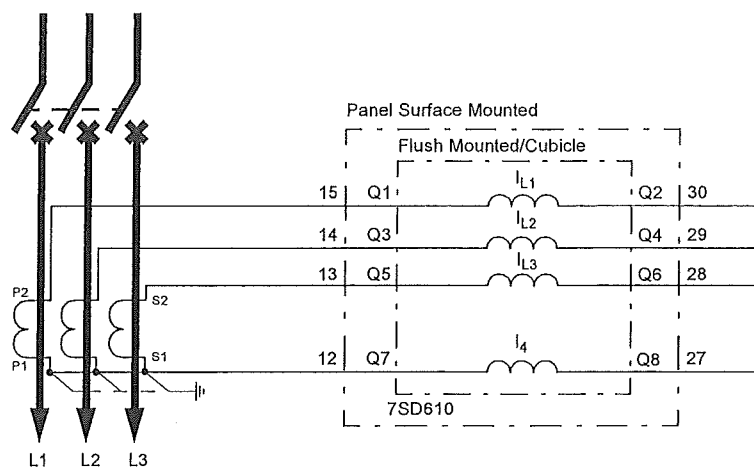 Panel Surface Mounted
Flush Mounted/Cubicle
15 Q1 IL1 Q2 30
14 Q3 IL2 Q4 29
13 Q5 IL3 Q6 28
P2 S2
P1 S1
12 Q7 I4 Q8 27
7SD610
L1 L2 L3